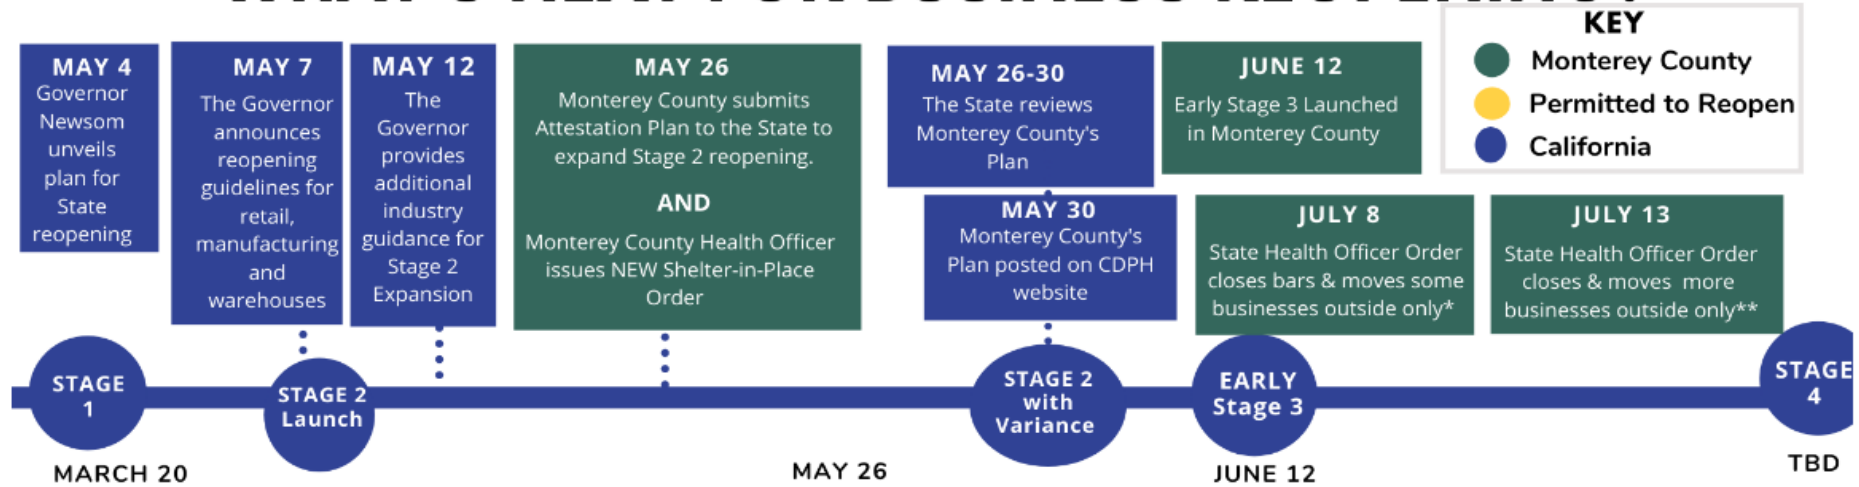 KEY
Monterey County
Permitted to Reopen
California
MAY 4
Governor
Newsom
unveils
plan for
State
reopening
MAY 7
The Governor
announces
reopening
guidelines for
retail,
manufacturing
and
warehouses
MAY 12
The
Governor
provides
additional
industry
guidance for
Stage 2
Expansion
MAY 26
Monterey County submits
Attestation Plan to the State to
expand Stage 2 reopening.
AND
Monterey County Health Officer
issues NEW Shelter-in-Place
Order
MAY 26-30
The State reviews
Monterey County's
Plan
MAY 30
Monterey County's
Plan posted on CDPH
website
JUNE 12
Early Stage 3 Launched
in Monterey County
JULY 8
State Health Officer Order
closes bars & moves some
businesses outside only*
JULY 13
State Health Officer Order
closes & moves more
businesses outside only**
STAGE
1
STAGE 2
Launch
STAGE 2
with
Variance
EARLY
Stage 3
STAGE
4
MARCH 20
MAY 26
JUNE 12
TBD